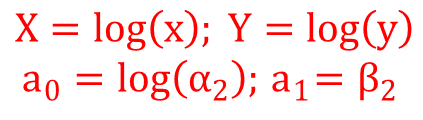 X = log(x); Y = log(y)
a₀ = log(α₂); a₁= β₂